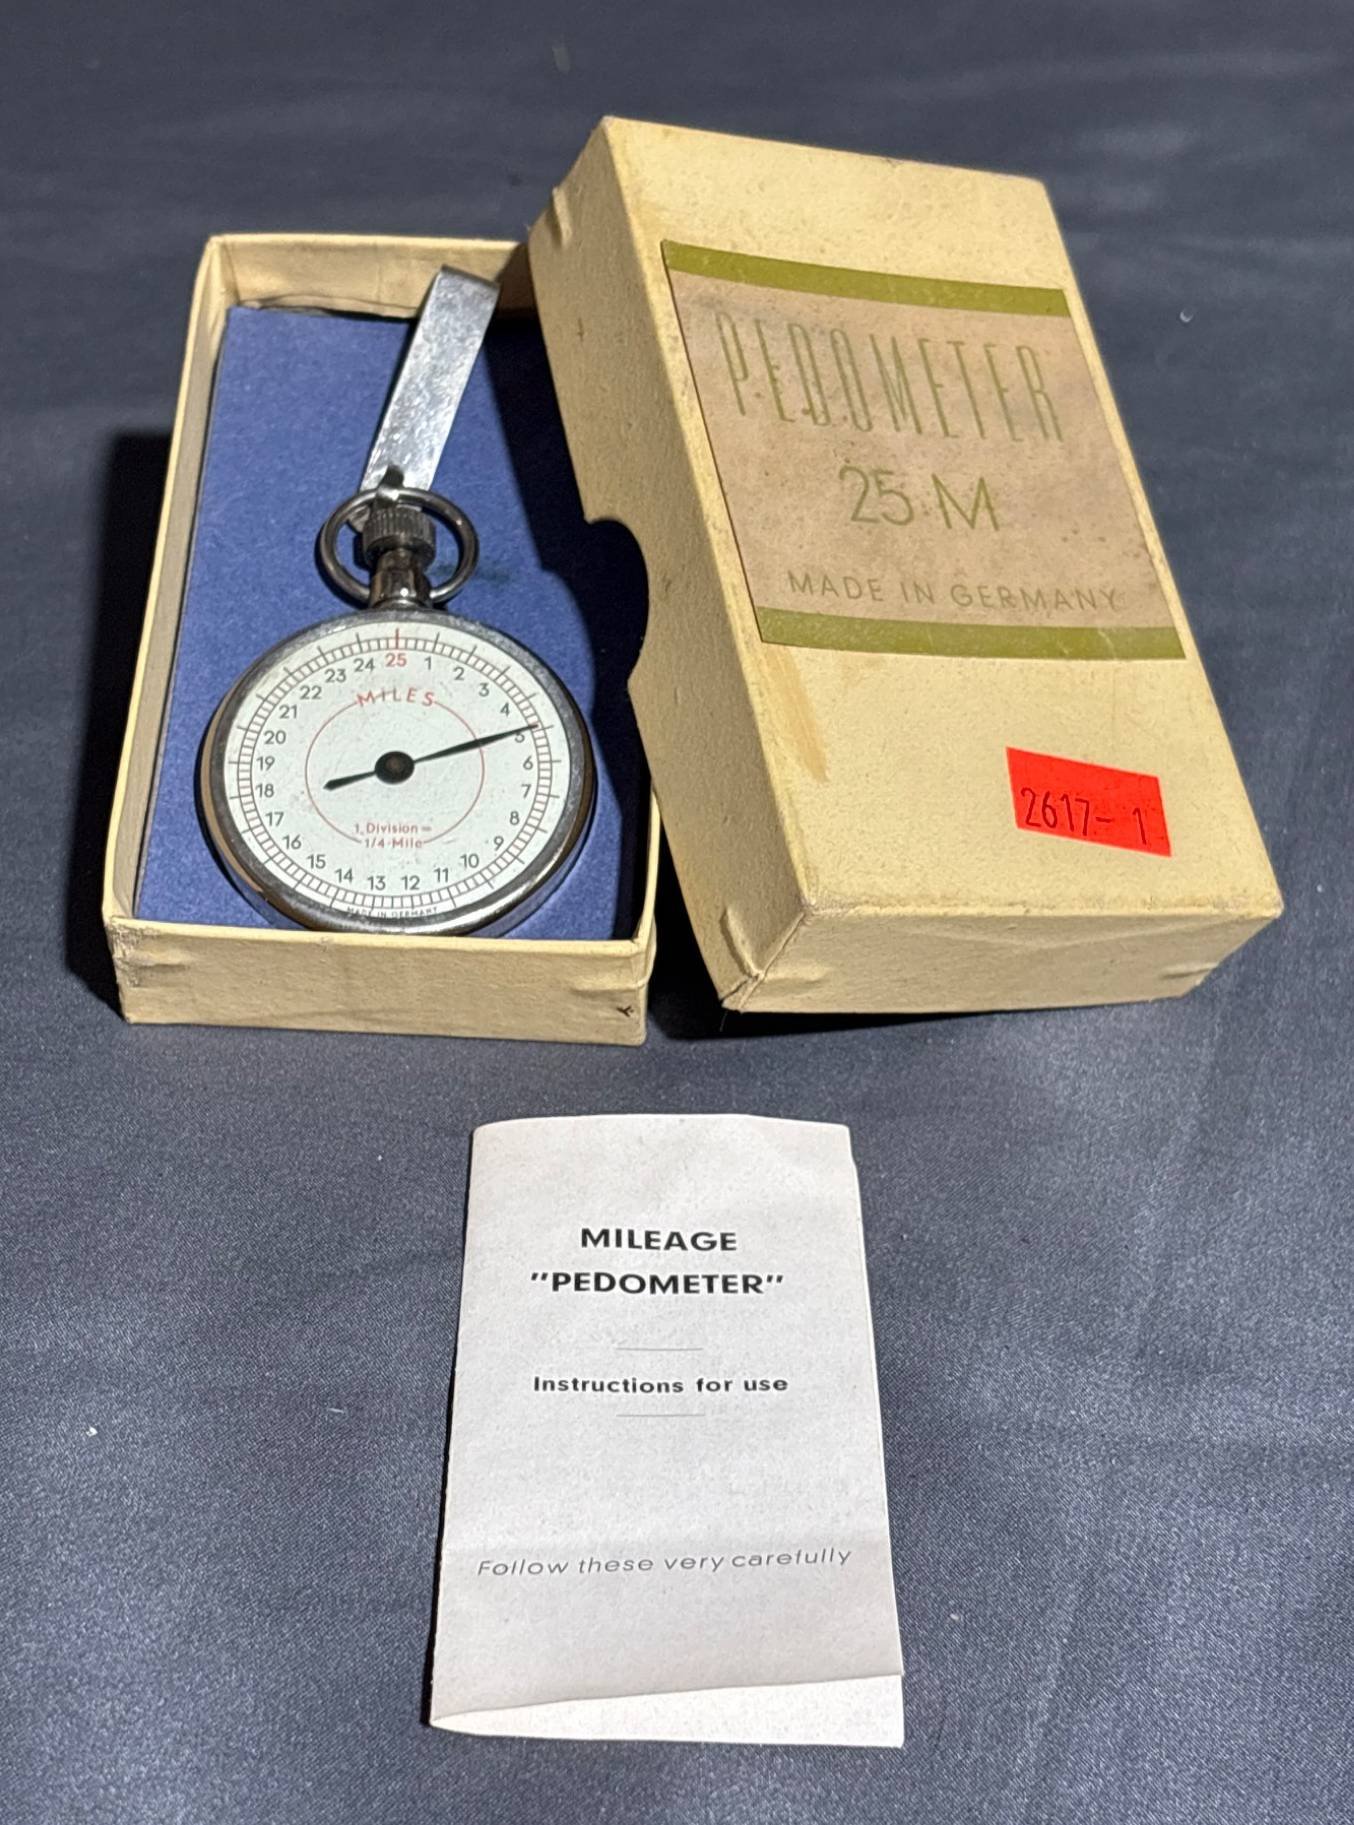 PEDOMETER
25 M
MADE IN GERMANY
2617-1
25 1 2 3 4 5 6 7 8 9 10 11 12 13 14 15 16 17 18 19 20 21 22 23 24
MILES
1 Division =
1/4 Mile
MADE IN GERMANY
MILEAGE
"PEDOMETER"
Instructions for use
Follow these very carefully